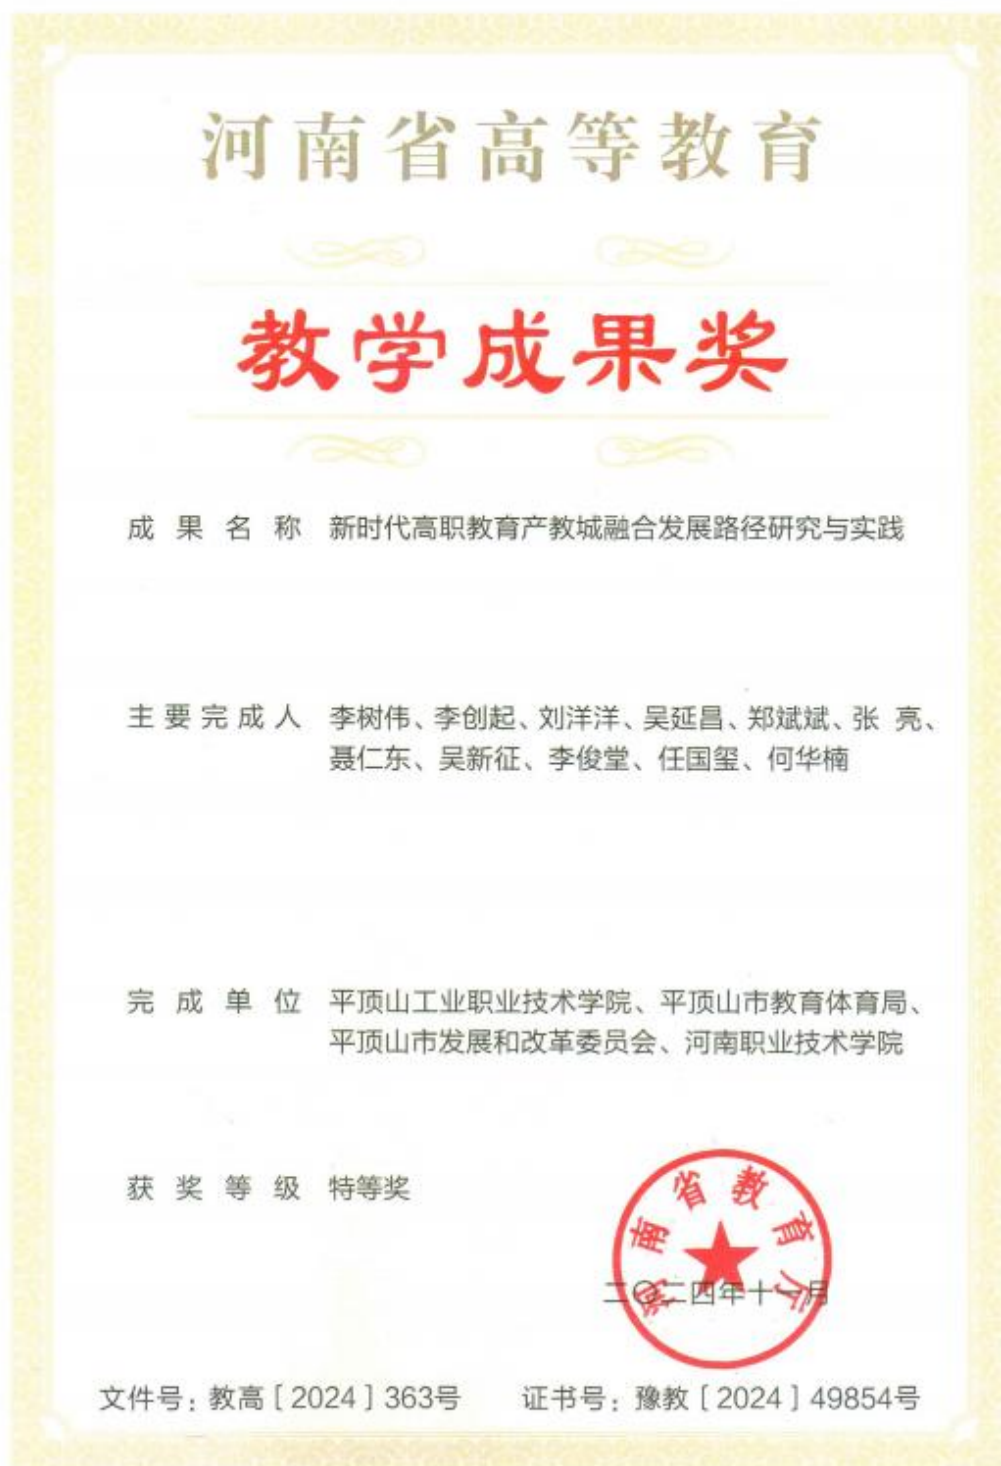 河南省高等教育
教学成果奖
成果名称 新时代高职教育产教城融合发展路径研究与实践
主要完成人 李树伟、李创起、刘洋洋、吴延昌、郑斌斌、张 亮、
聂仁东、吴新征、李俊堂、任国玺、何华楠
完成单位 平顶山工业职业技术学院、平顶山市教育体育局、
平顶山市发展和改革委员会、河南职业技术学院
获奖等级 特等奖
河南省教育厅
二〇二四年十一月
文件号：教高［2024］363号 证书号：豫教［2024］49854号